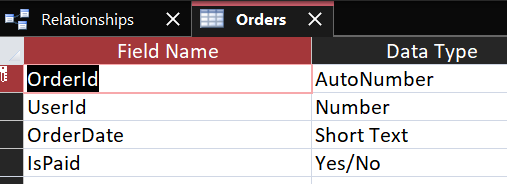 Relationships Orders
Field Name Data Type
OrderId AutoNumber
UserId Number
OrderDate Short Text
IsPaid Yes/No